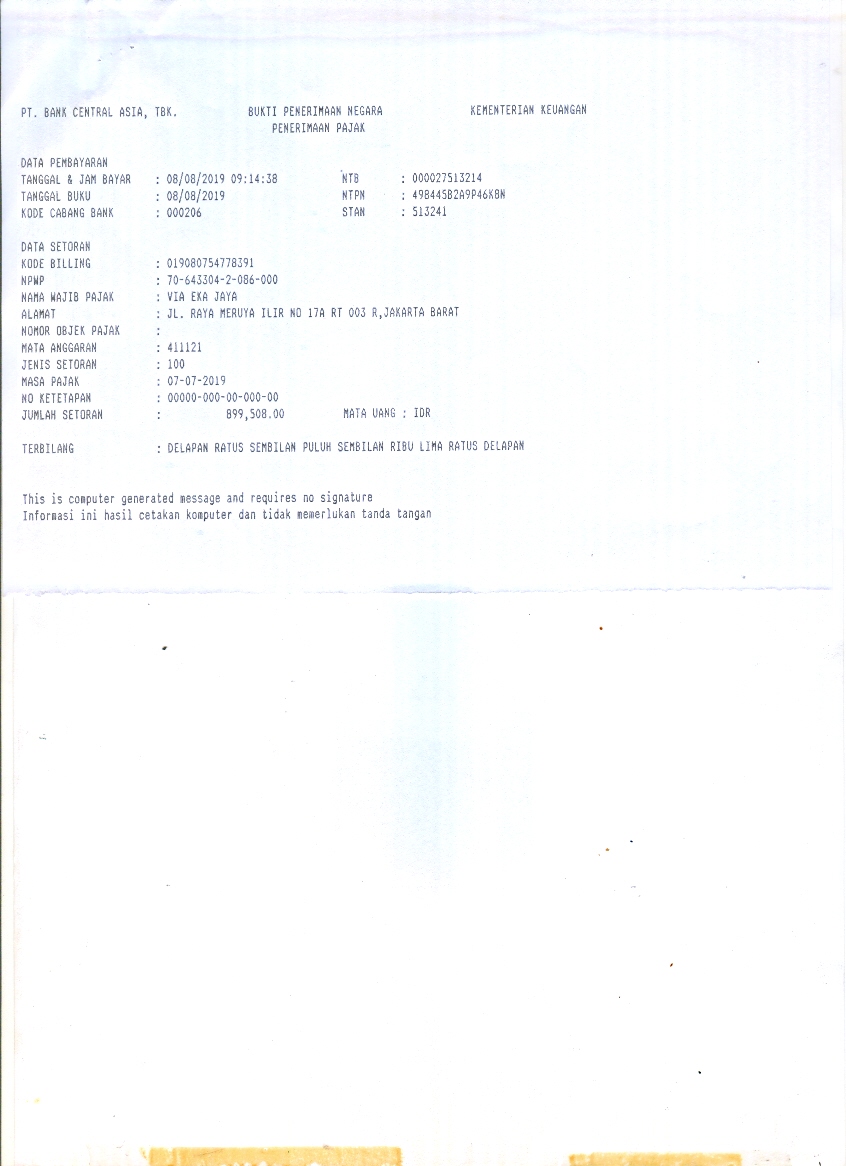 PT. BANK CENTRAL ASIA, TBK. BUKTI PENERIMAAN NEGARA KEMENTERIAN KEUANGAN
PENERIMAAN PAJAK
DATA PEMBAYARAN
TANGGAL & JAM BAYAR : 08/08/2019 09:14:38 NTB : 000027513214
TANGGAL BUKU : 08/08/2019 NTPN : 49844SB2A9P46K8N
KODE CABANG BANK : 000206 STAN : 513241
DATA SETORAN
KODE BILLING : 019080754778391
NPWP : 70-643304-2-086-000
NAMA WAJIB PAJAK : VIA EKA JAYA
ALAMAT : JL. RAYA MERUYA ILIR NO 17A RT 003 R,JAKARTA BARAT
NOMOR OBJEK PAJAK :
MATA ANGGARAN : 411121
JENIS SETORAN : 100
MASA PAJAK : 07-07-2019
NO KETETAPAN : 00000-000-00-000-00
JUMLAH SETORAN : 899,508.00 MATA UANG : IDR
TERBILANG : DELAPAN RATUS SEMBILAN PULUH SEMBILAN RIBU LIMA RATUS DELAPAN
This is computer generated message and requires no signature
Informasi ini hasil cetakan komputer dan tidak memerlukan tanda tangan